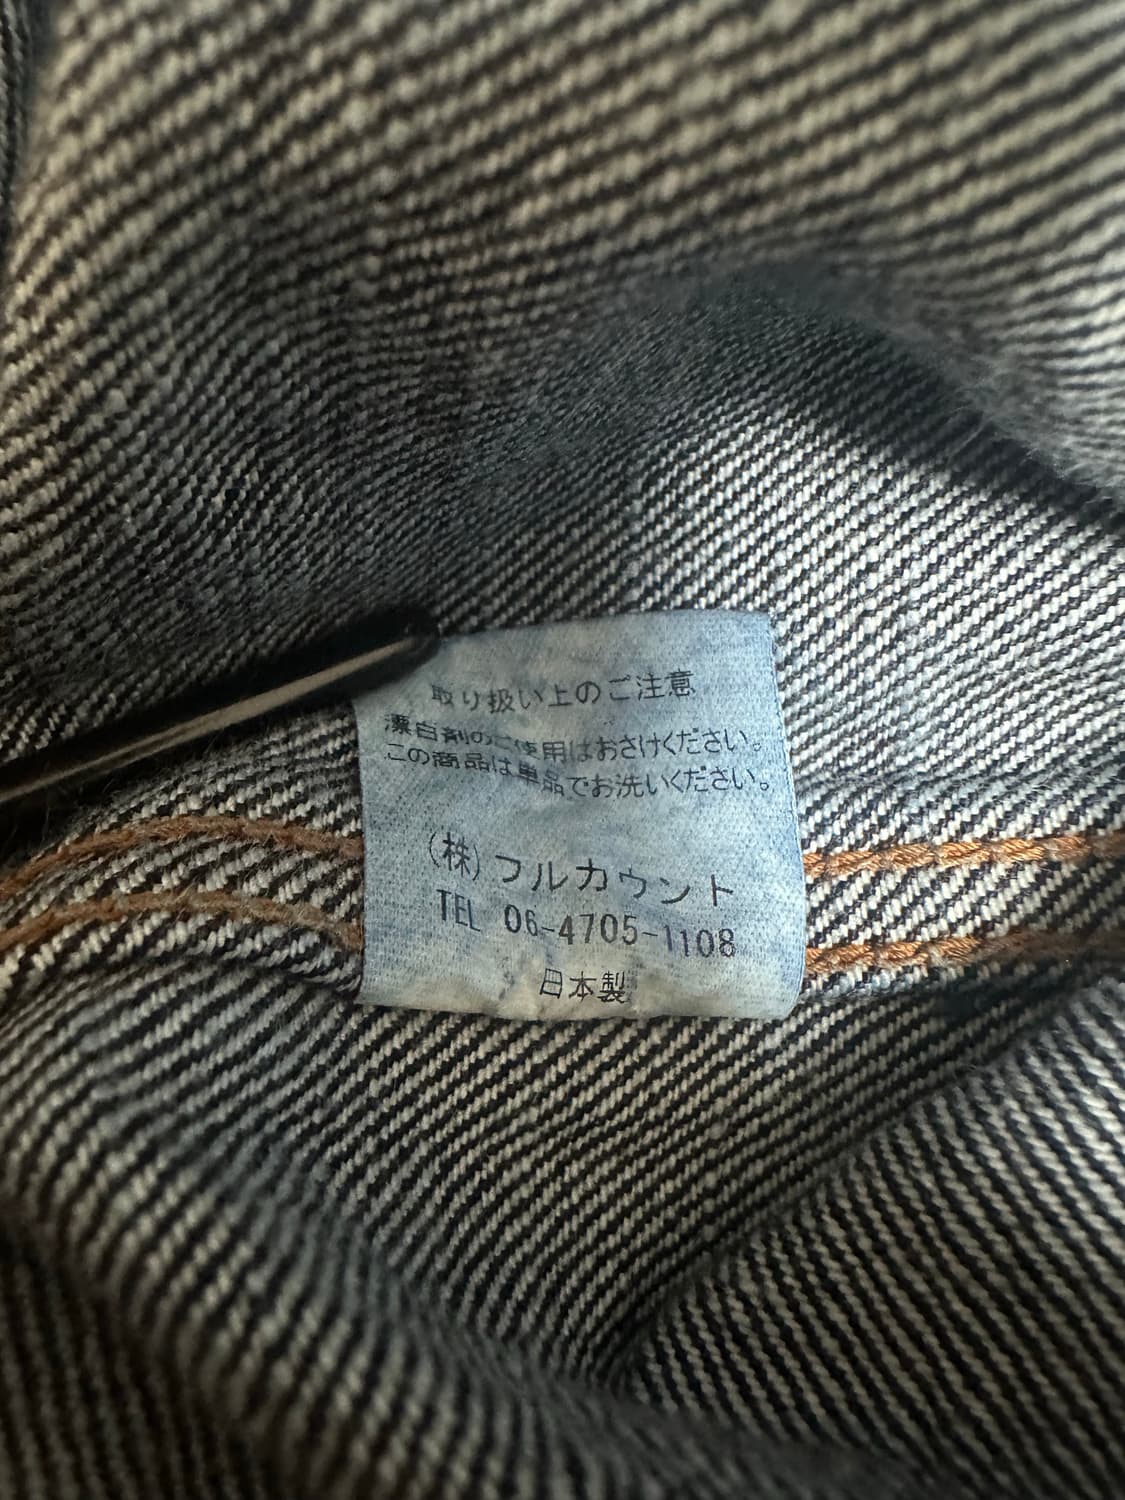 取り扱い上のご注意
漂白剤のご使用はおさけください。
この商品は単品でお洗いください。
(株)フルカウント
TEL 06-4705-1108
日本製